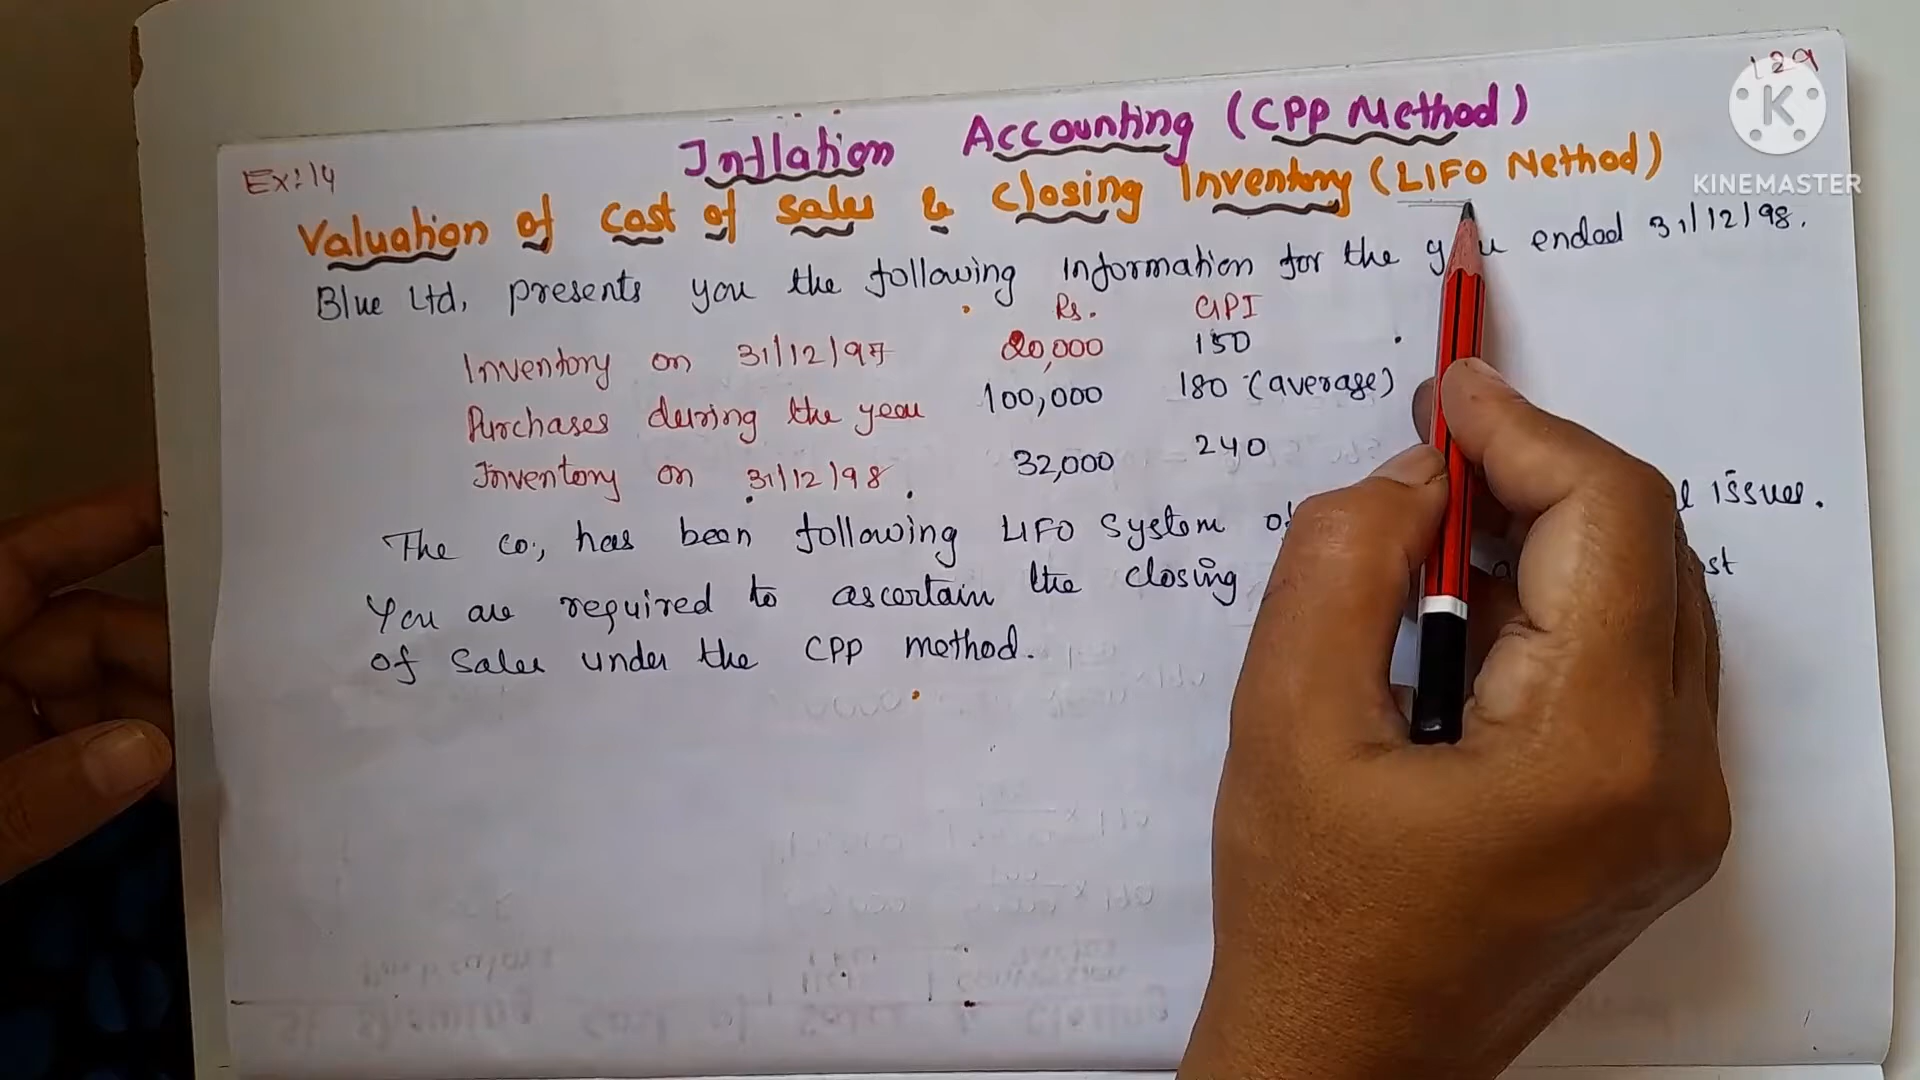 129
KINEMASTER
Ex:14
Inflation Accounting (CPP Method)
Valuation of Cost of Sales & Closing Inventory (LIFO Method)
Blue Ltd, presents you the following information for the ended 31/12/98.
Rs. GPI
Inventory on 31/12/97 20,000 150
Purchases during the year 100,000 180 (average)
Inventory on 31/12/98 32,000 240
The Co., has been following LIFO System issues.
You are required to ascertain the closing
of Sales under the CPP method.